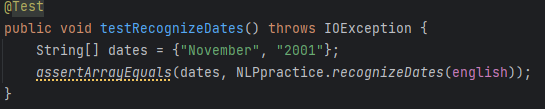 @Test
public void testRecognizeDates() throws IOException {
    String[] dates = {"November", "2001"};
    assertArrayEquals(dates, NLPpractice.recognizeDates(english));
}